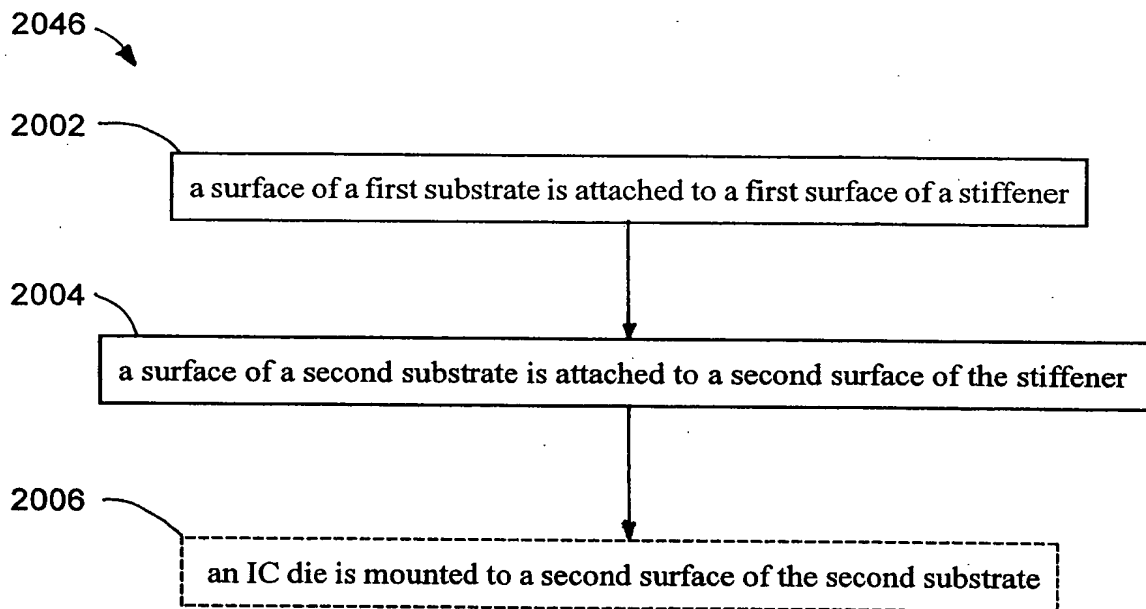 2046
2002
a surface of a first substrate is attached to a first surface of a stiffener
2004
a surface of a second substrate is attached to a second surface of the stiffener
2006
an IC die is mounted to a second surface of the second substrate